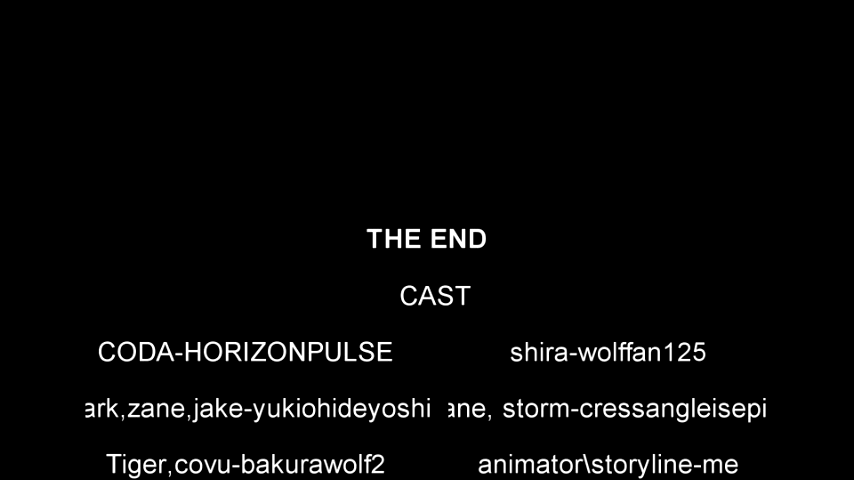 THE END
CAST
CODA-HORIZONPULSE shira-wolffan125
ark,zane,jake-yukiohideyoshi ane, storm-cressangleisepi
Tiger,covu-bakurawolf2 animator\storyline-me